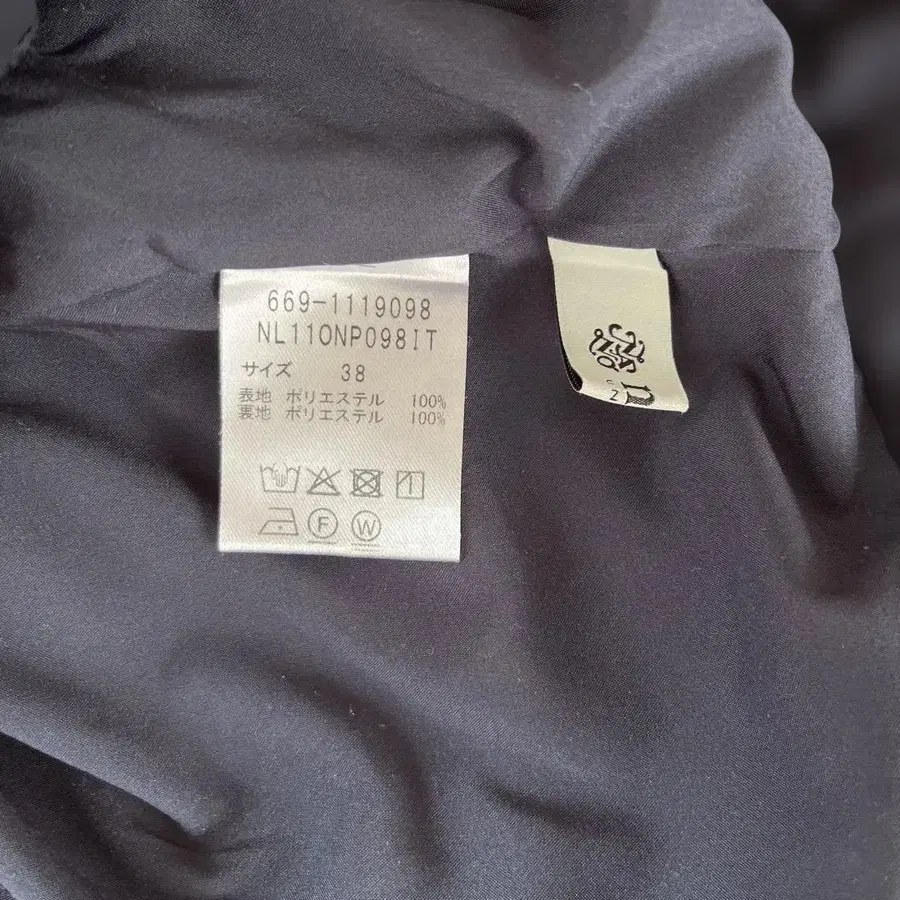 669-1119098
NL11ONP098IT
サイズ 38
表地 ポリエステル 100%
裏地 ポリエステル 100%
F
W